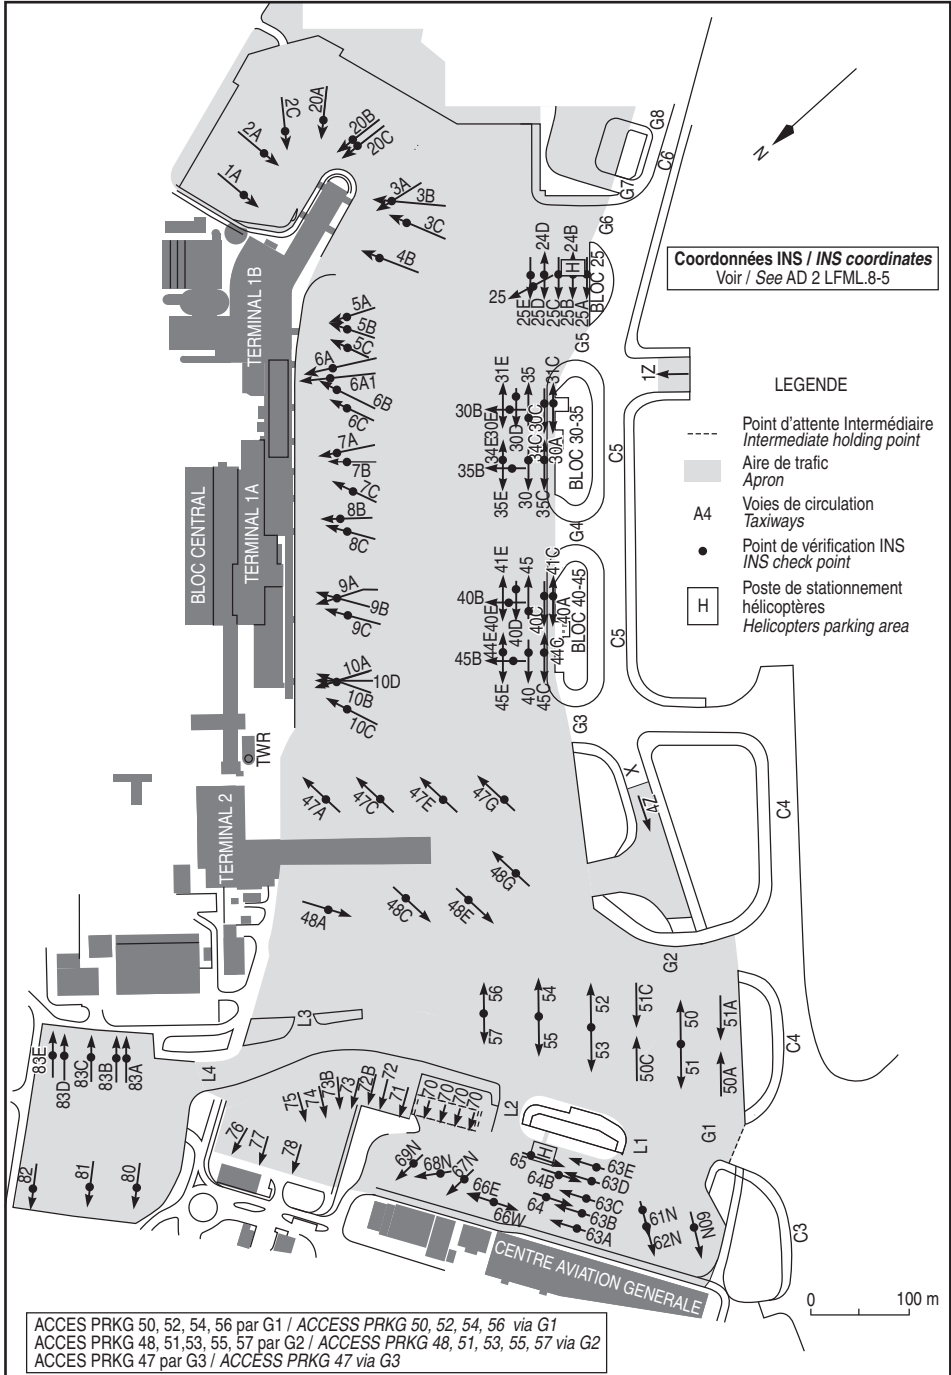 20A
2C
20B
20C
2A
1A
3A
3B
3C
4B
G8
C6
G7
G6
N
24D
24B
H
BLOC 25
25
25E
25D
25C
25B
25A
G5
Coordonnées INS / INS coordinates
Voir / See AD 2 LFML.8-5
TERMINAL 1B
5A
5B
5C
6A
6A1
6B
6C
7A
7B
7C
8B
8C
9A
9B
9C
10A
10D
10B
10C
31E
35
31C
30B
30E
30D
30C
34E
34C
30A
35B
35E
30
35C
BLOC 30-35
1Z
C5
G4
41E
45
41C
40B
40E
40D
40C
40A
44E
44C
45B
45E
40
45C
BLOC 40-45
C5
G3
LEGENDE
Point d'attente Intermédiaire
Intermediate holding point
Aire de trafic
Apron
A4
Voies de circulation
Taxiways
Point de vérification INS
INS check point
H
Poste de stationnement
hélicoptères
Helicopters parking area
BLOC CENTRAL
TERMINAL 1A
TWR
TERMINAL 2
47A
47C
47E
47G
X
4Z
C4
48A
48C
48E
48G
G2
56
57
54
55
52
53
51C
50C
50
51
51A
50A
C4
L3
L4
83E
83D
83C
83B
83A
82
81
80
75
74
73B
73
72B
72
71
70
70
70
70
L2
76
77
78
L1
G1
69N
68N
67N
66E
66W
65
H
64B
64
63E
63D
63C
63B
63A
61N
62N
60N
C3
CENTRE AVIATION GENERALE
0
100 m
ACCES PRKG 50, 52, 54, 56 par G1 / ACCESS PRKG 50, 52, 54, 56 via G1
ACCES PRKG 48, 51,53, 55, 57 par G2 / ACCESS PRKG 48, 51, 53, 55, 57 via G2
ACCES PRKG 47 par G3 / ACCESS PRKG 47 via G3